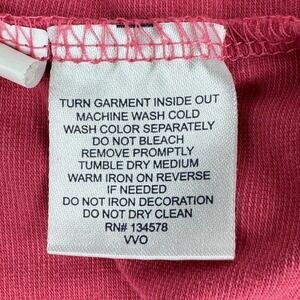 TURN GARMENT INSIDE OUT
MACHINE WASH COLD
WASH COLOR SEPARATELY
DO NOT BLEACH
REMOVE PROMPTLY
TUMBLE DRY MEDIUM
WARM IRON ON REVERSE
IF NEEDED
DO NOT IRON DECORATION
DO NOT DRY CLEAN
RN# 134578
VVO